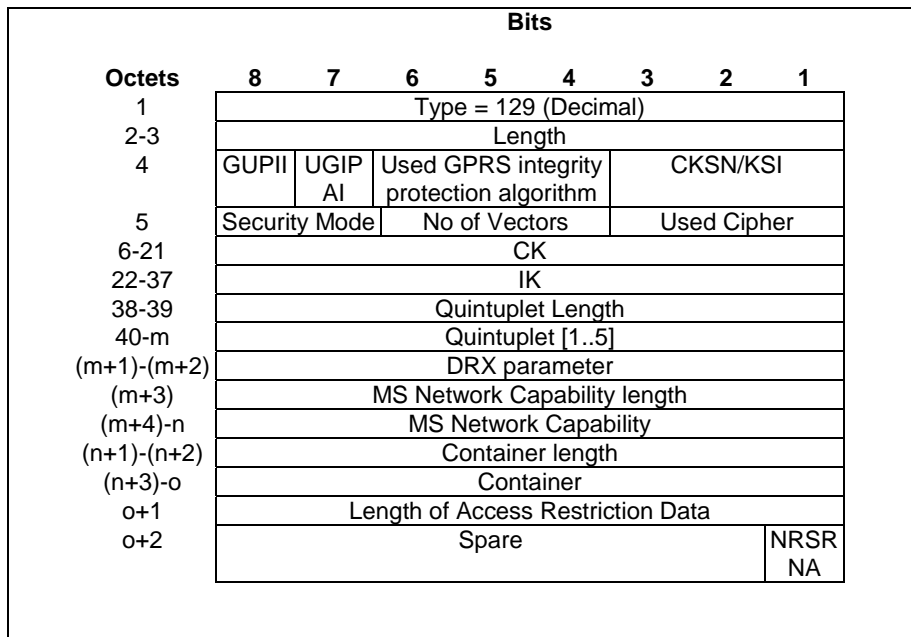 Bits
Octets 8 7 6 5 4 3 2 1
1 Type = 129 (Decimal)
2-3 Length
4 GUPII UGIP Used GPRS integrity CKSN/KSI
AI protection algorithm
5 Security Mode No of Vectors Used Cipher
6-21 CK
22-37 IK
38-39 Quintuplet Length
40-m Quintuplet [1..5]
(m+1)-(m+2) DRX parameter
(m+3) MS Network Capability length
(m+4)-n MS Network Capability
(n+1)-(n+2) Container length
(n+3)-o Container
o+1 Length of Access Restriction Data
o+2 Spare NRSR
NA